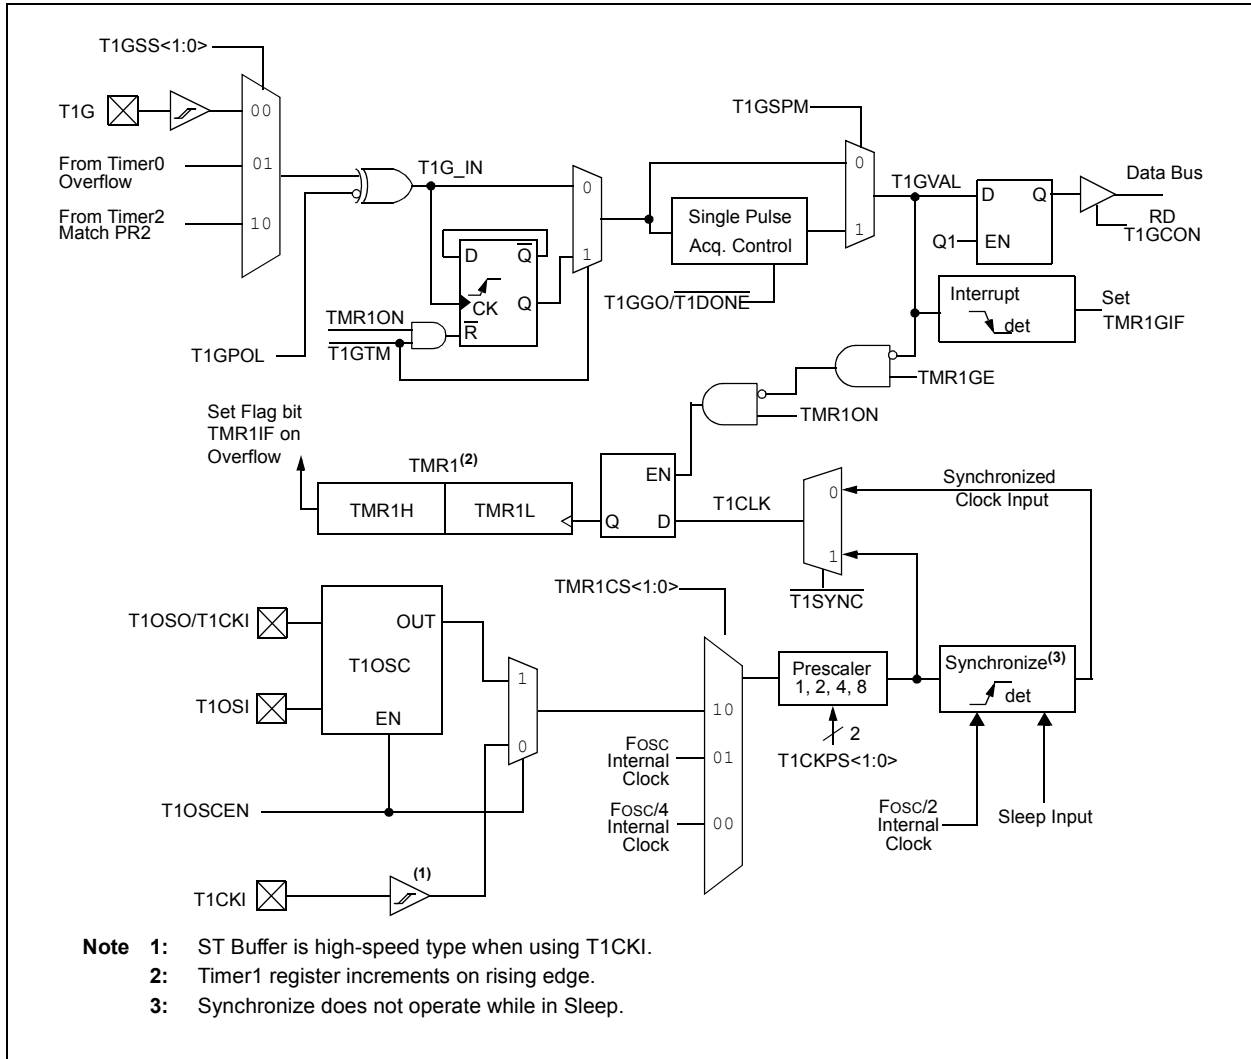 T1GSS<1:0>
T1G
00
From Timer0
Overflow
01
From Timer2
Match PR2
10
T1GPOL
T1G_IN
D
Q
CK
Q
R
TMR1ON
T1GTM
0
1
Single Pulse
Acq. Control
T1GGO/T1DONE
T1GSPM
0
1
T1GVAL
D
Q
Q1
EN
Data Bus
RD
T1GCON
Interrupt
det
Set
TMR1GIF
TMR1GE
TMR1ON
Set Flag bit
TMR1IF on
Overflow
TMR1(2)
TMR1H
TMR1L
EN
Q
D
T1CLK
0
1
T1SYNC
Synchronized
Clock Input
T1OSO/T1CKI
OUT
T1OSC
T1OSI
EN
T1OSCEN
T1CKI
(1)
1
0
TMR1CS<1:0>
10
FOSC
Internal
Clock
01
FOSC/4
Internal
Clock
00
Prescaler
1, 2, 4, 8
2
T1CKPS<1:0>
Synchronize(3)
det
FOSC/2
Internal
Clock
Sleep Input
Note 1: ST Buffer is high-speed type when using T1CKI.
2: Timer1 register increments on rising edge.
3: Synchronize does not operate while in Sleep.